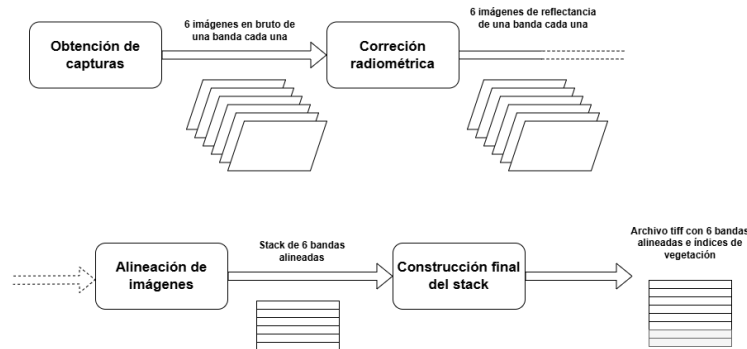 Obtención de
capturas
6 imágenes en bruto de
una banda cada una
Correción
radiométrica
6 imágenes de reflectancia
de una banda cada una
Alineación de
imágenes
Stack de 6 bandas
alineadas
Construcción final
del stack
Archivo tiff con 6 bandas
alineadas e índices de
vegetación